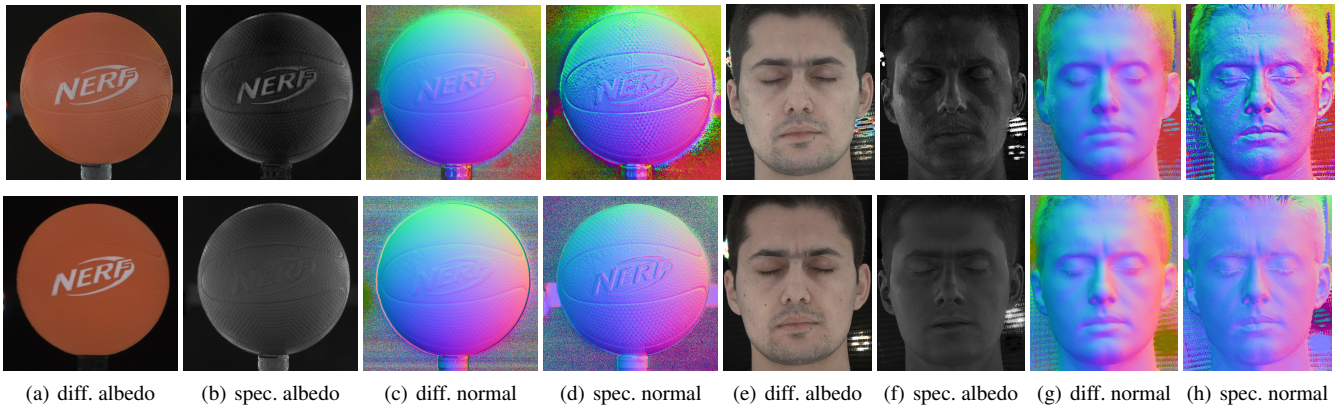 NERF NERF NERF NERF
NERF NERF NERF NERF
(a) diff. albedo (b) spec. albedo (c) diff. normal (d) spec. normal (e) diff. albedo (f) spec. albedo (g) diff. normal (h) spec. normal